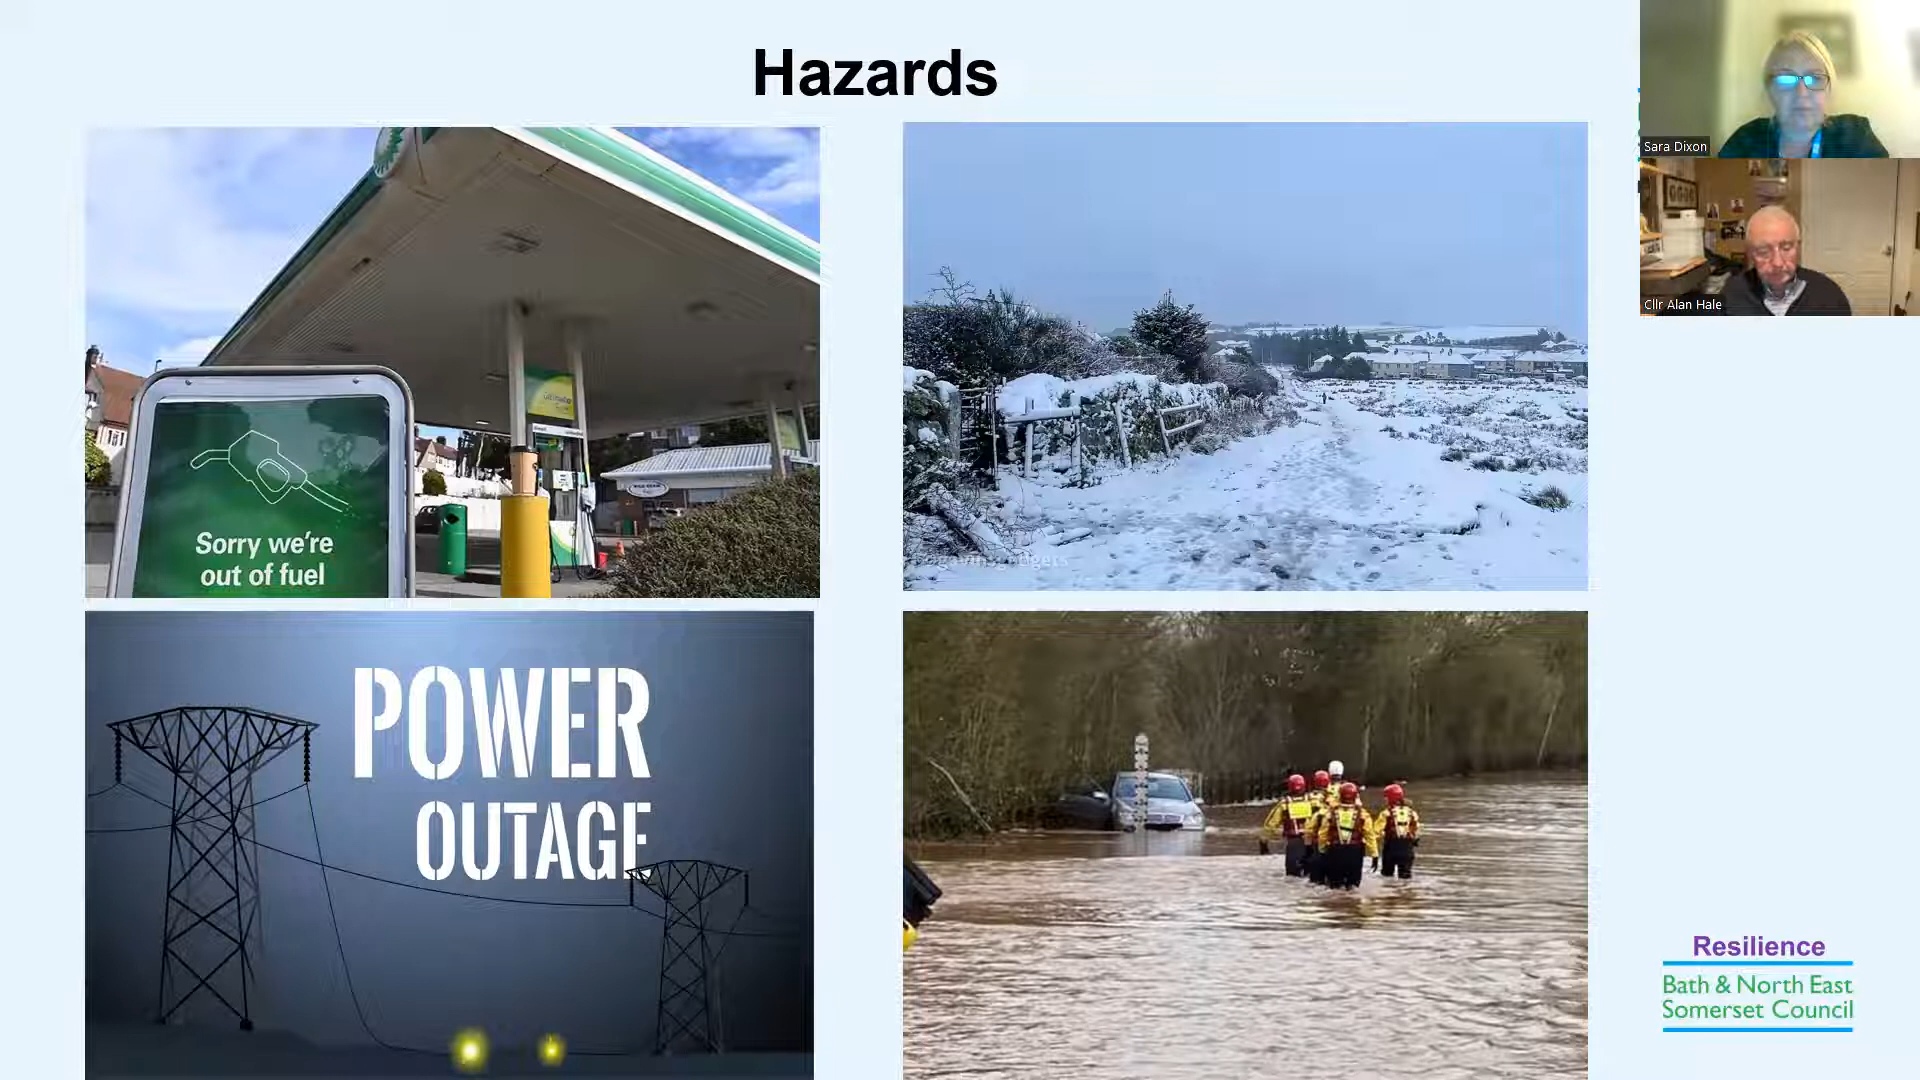 Hazards
Sara Dixon
Cllr Alan Hale
Sorry we're
out of fuel
POWER
OUTAGE
Resilience
Bath & North East
Somerset Council